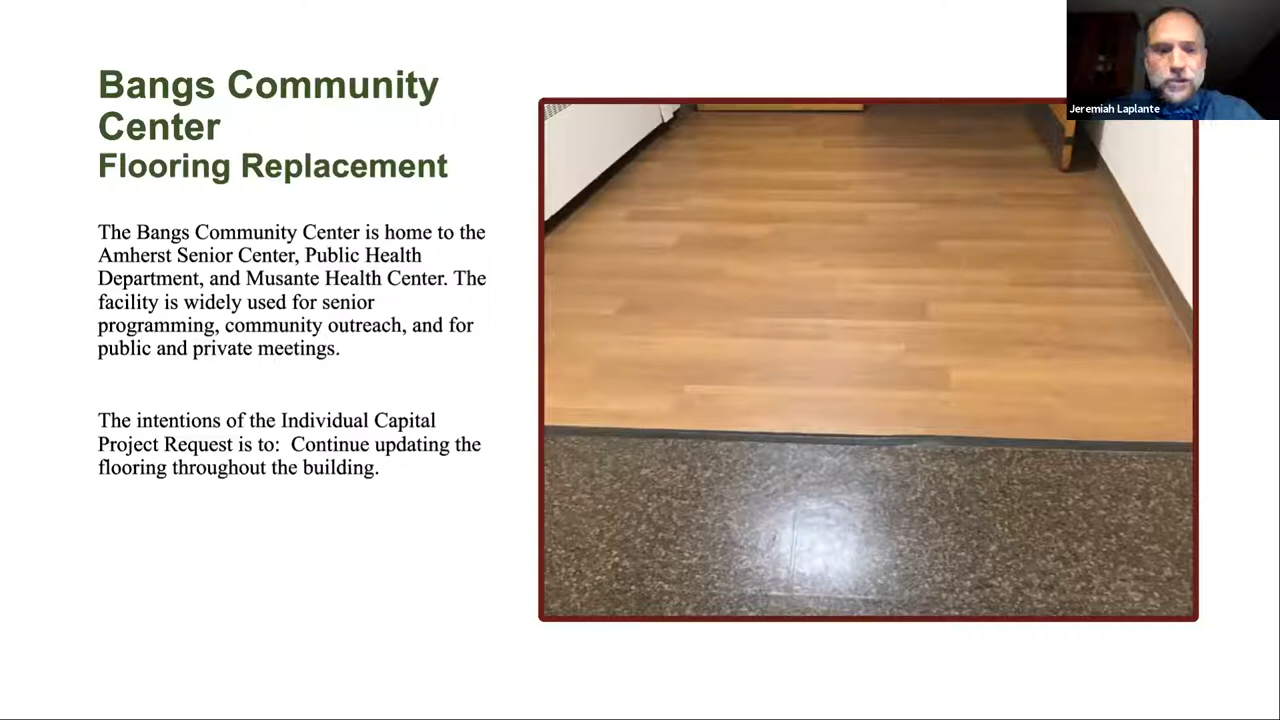 Bangs Community
Center
Flooring Replacement
The Bangs Community Center is home to the
Amherst Senior Center, Public Health
Department, and Musante Health Center. The
facility is widely used for senior
programming, community outreach, and for
public and private meetings.
The intentions of the Individual Capital
Project Request is to:  Continue updating the
flooring throughout the building.
Jeremiah Laplante